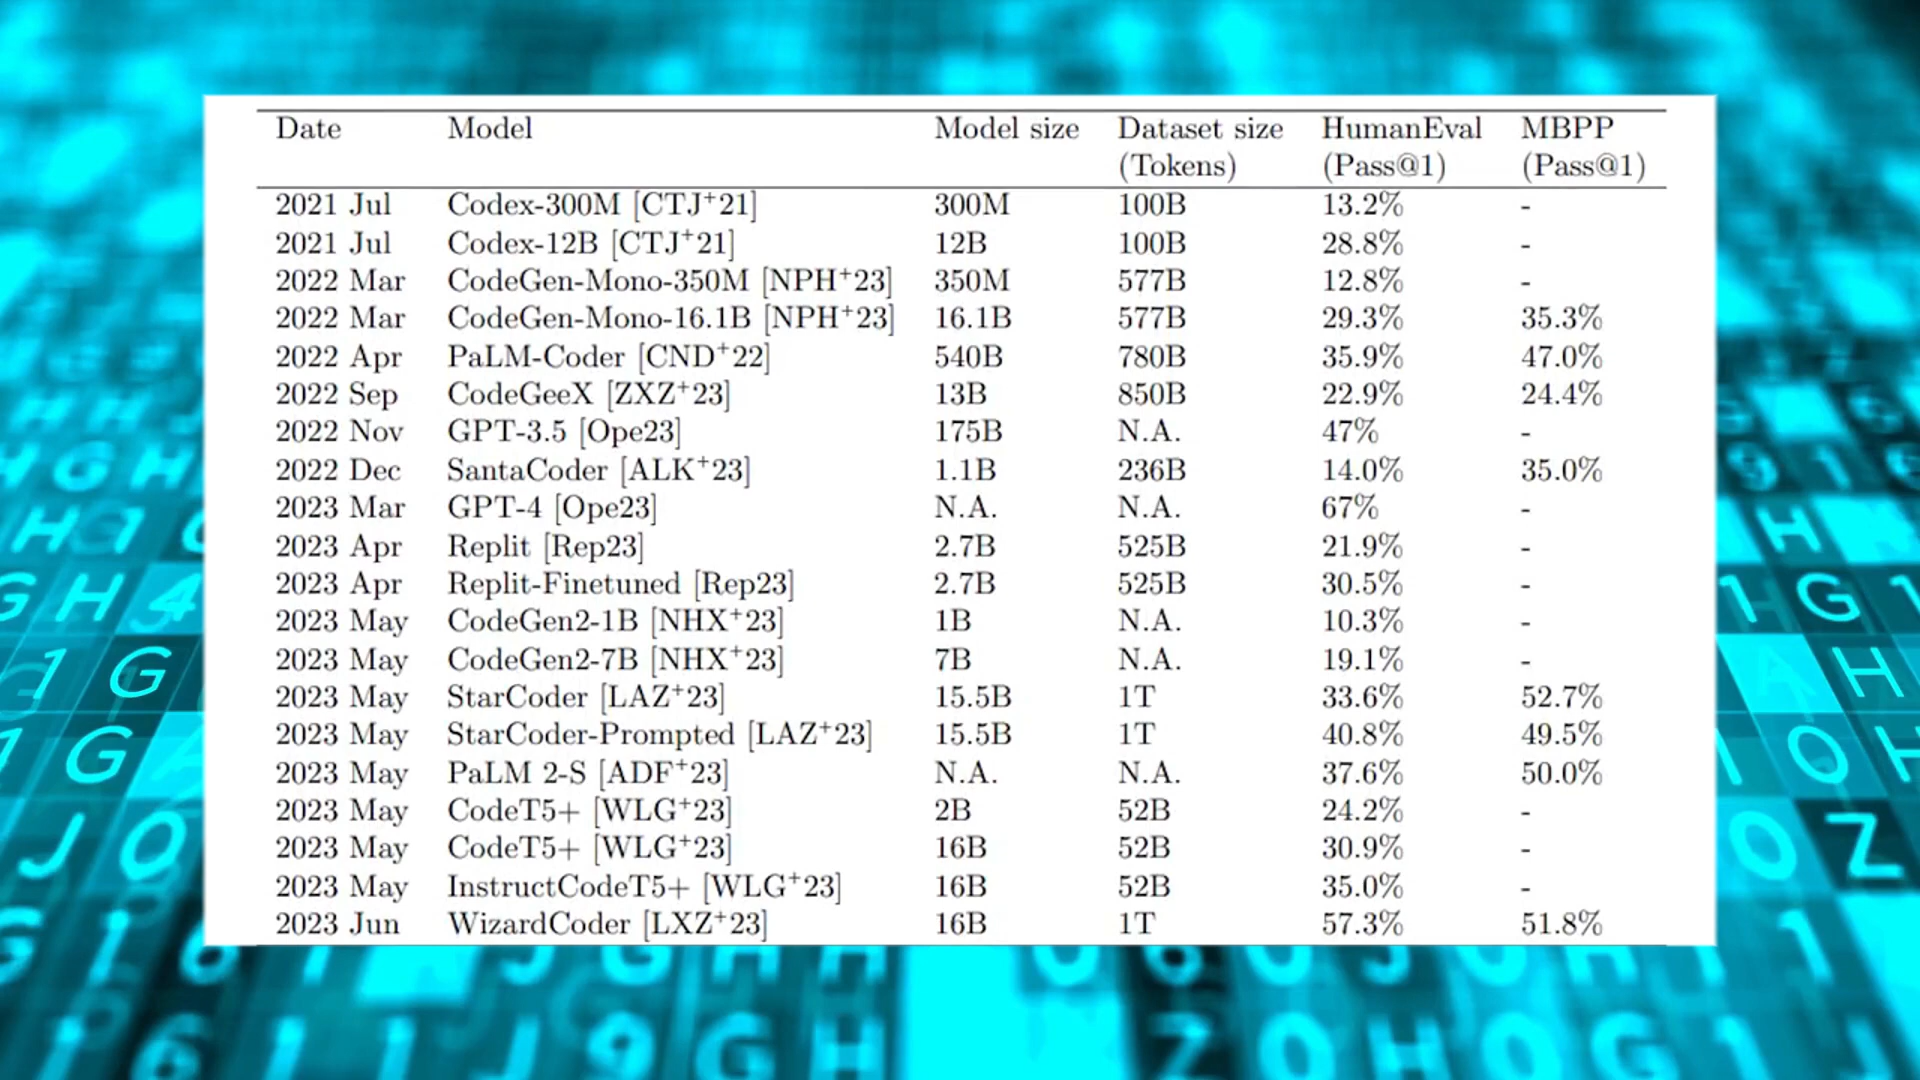 Date Model Model size Dataset size HumanEval MBPP
(Tokens) (Pass@1) (Pass@1)
2021 Jul Codex-300M [CTJ+21] 300M 100B 13.2% -
2021 Jul Codex-12B [CTJ+21] 12B 100B 28.8% -
2022 Mar CodeGen-Mono-350M [NPH+23] 350M 577B 12.8% -
2022 Mar CodeGen-Mono-16.1B [NPH+23] 16.1B 577B 29.3% 35.3%
2022 Apr PaLM-Coder [CND+22] 540B 780B 35.9% 47.0%
2022 Sep CodeGeeX [ZXZ+23] 13B 850B 22.9% 24.4%
2022 Nov GPT-3.5 [Ope23] 175B N.A. 47% -
2022 Dec SantaCoder [ALK+23] 1.1B 236B 14.0% 35.0%
2023 Mar GPT-4 [Ope23] N.A. N.A. 67% -
2023 Apr Replit [Rep23] 2.7B 525B 21.9% -
2023 Apr Replit-Finetuned [Rep23] 2.7B 525B 30.5% -
2023 May CodeGen2-1B [NHX+23] 1B N.A. 10.3% -
2023 May CodeGen2-7B [NHX+23] 7B N.A. 19.1% -
2023 May StarCoder [LAZ+23] 15.5B 1T 33.6% 52.7%
2023 May StarCoder-Prompted [LAZ+23] 15.5B 1T 40.8% 49.5%
2023 May PaLM 2-S [ADF+23] N.A. N.A. 37.6% 50.0%
2023 May CodeT5+ [WLG+23] 2B 52B 24.2% -
2023 May CodeT5+ [WLG+23] 16B 52B 30.9% -
2023 May InstructCodeT5+ [WLG+23] 16B 52B 35.0% -
2023 Jun WizardCoder [LXZ+23] 16B 1T 57.3% 51.8%